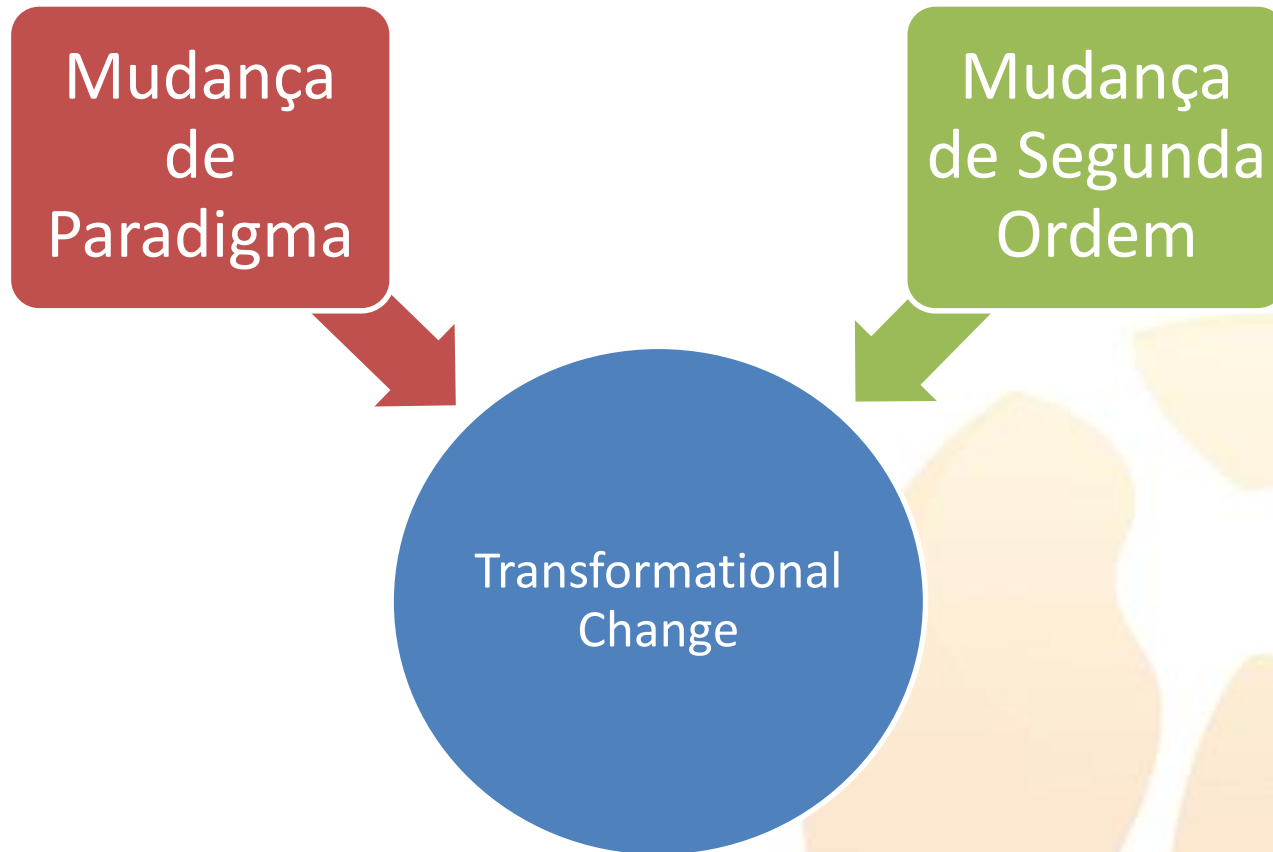 Mudança
de
Paradigma
Mudança
de Segunda
Ordem
Transformational
Change